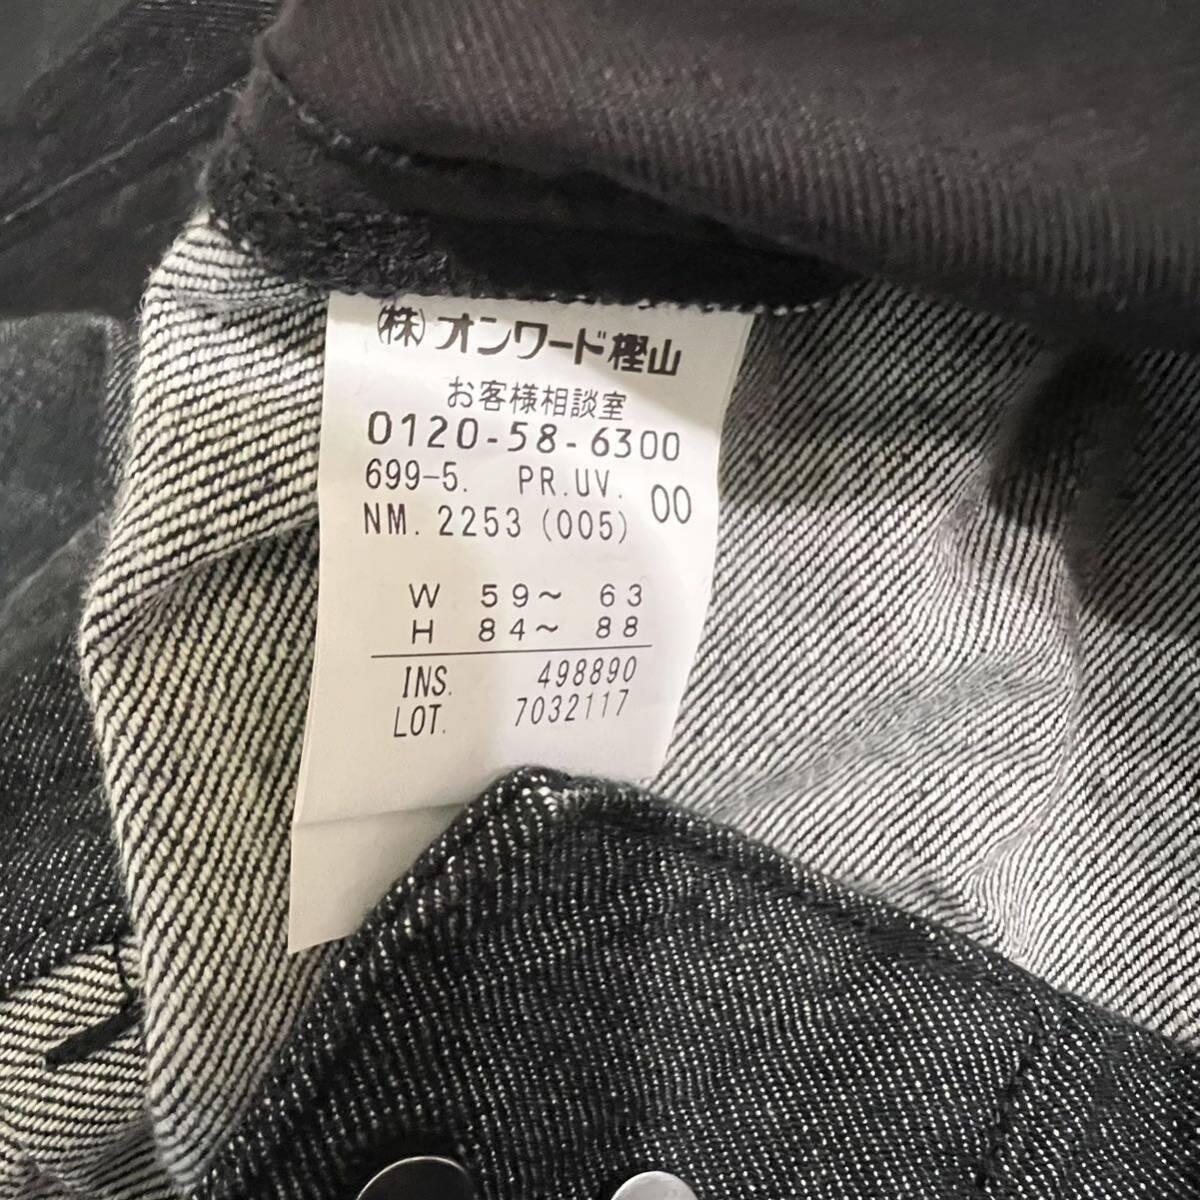 (株)オンワード樫山
お客様相談室
0120-58-6300
699-5. PR.UV. 00
NM. 2253 (005)
W 59～ 63
H 84～ 88
INS. 498890
LOT. 7032117